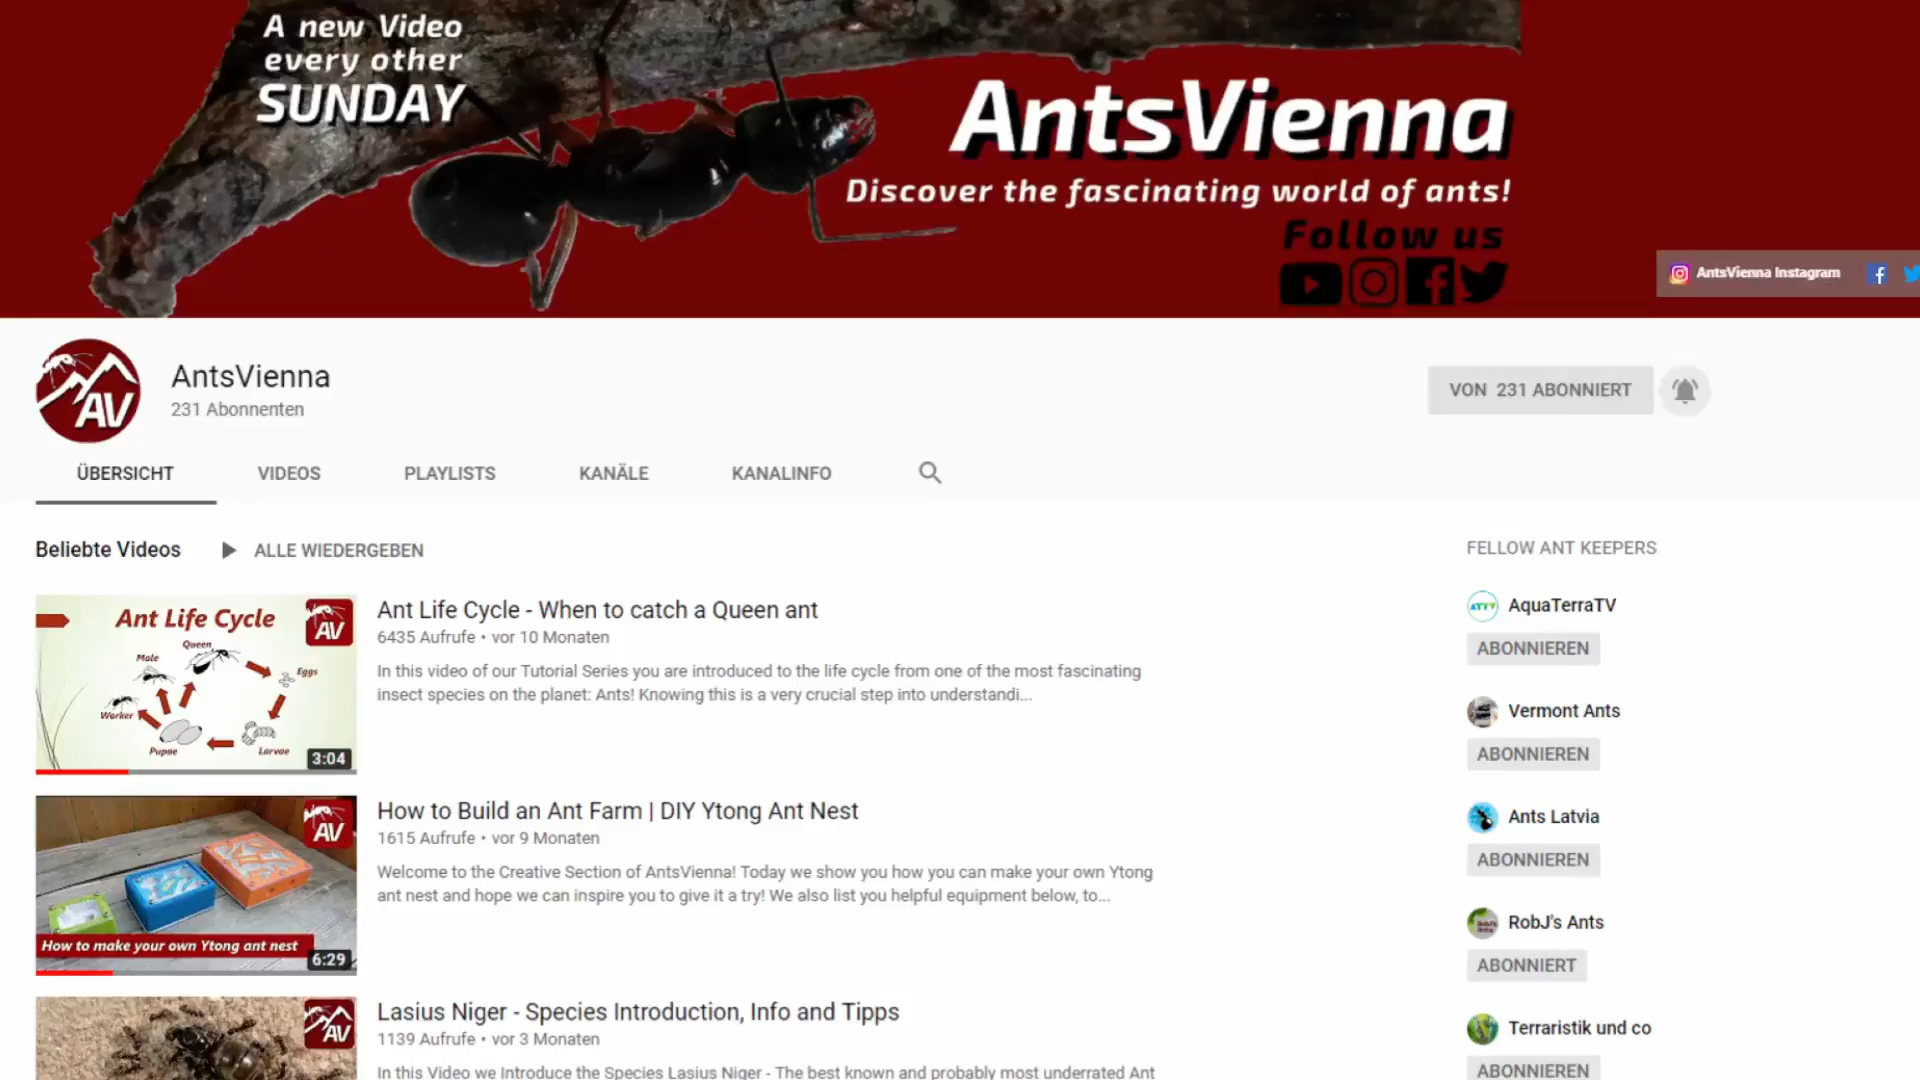 A new Video
every other
SUNDAY
AntsVienna
Discover the fascinating world of ants!
Follow us
AntsVienna Instagram
AV
AntsVienna
231 Abonnenten
VON 231 ABONNIERT
ÜBERSICHT
VIDEOS
PLAYLISTS
KANÄLE
KANALINFO
Beliebte Videos
ALLE WIEDERGEBEN
Ant Life Cycle
AV
Queen
Male
Eggs
Worker
Pupae
Larvae
3:04
Ant Life Cycle - When to catch a Queen ant
6435 Aufrufe • vor 10 Monaten
In this video of our Tutorial Series you are introduced to the life cycle from one of the most fascinating
insect species on the planet: Ants! Knowing this is a very crucial step into understandi...
AV
How to make your own Ytong ant nest
6:29
How to Build an Ant Farm | DIY Ytong Ant Nest
1615 Aufrufe • vor 9 Monaten
Welcome to the Creative Section of AntsVienna! Today we show you how you can make your own Ytong
ant nest and hope we can inspire you to give it a try! We also list you helpful equipment below, to...
AV
Lasius Niger - Species Introduction, Info and Tipps
1139 Aufrufe • vor 3 Monaten
In this Video we Introduce the Species Lasius Niger - The best known and probably most underrated Ant
FELLOW ANT KEEPERS
ATTV
AquaTerraTV
ABONNIEREN
Vermont Ants
ABONNIEREN
Ants Latvia
ABONNIEREN
RobJ's Ants
ABONNIERT
Terraristik und co
ABONNIEREN